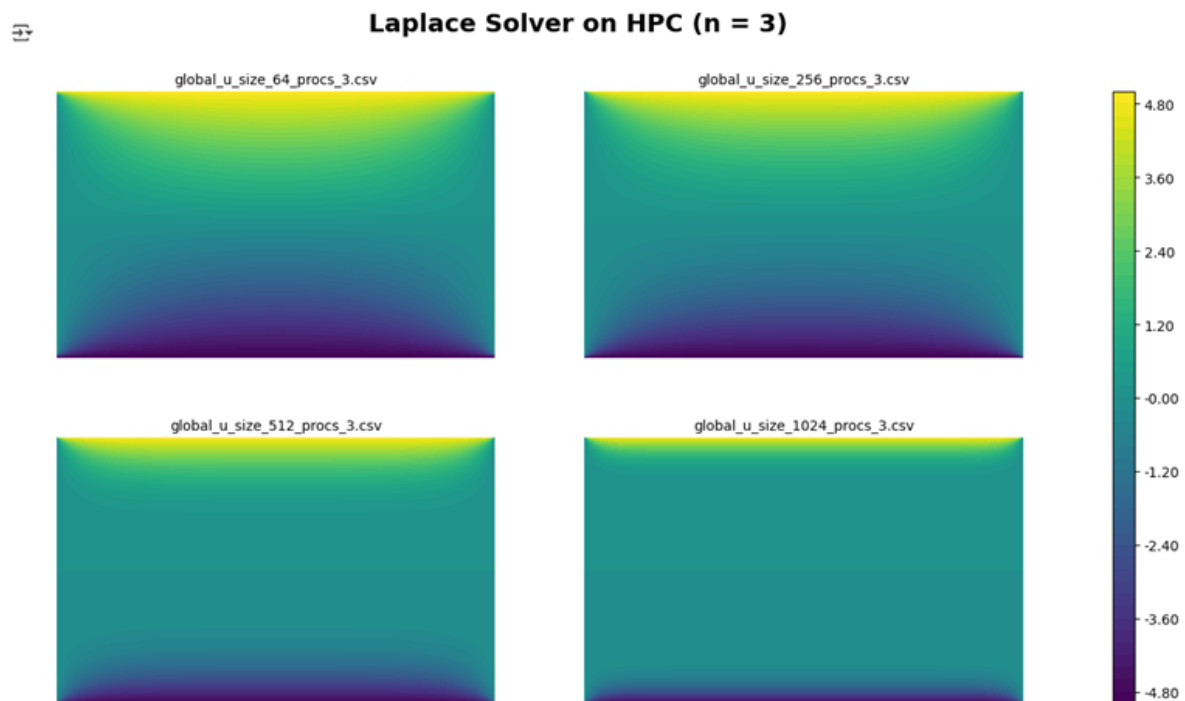 Laplace Solver on HPC (n = 3)
global_u_size_64_procs_3.csv
global_u_size_256_procs_3.csv
global_u_size_512_procs_3.csv
global_u_size_1024_procs_3.csv
4.80
3.60
2.40
1.20
-0.00
-1.20
-2.40
-3.60
-4.80